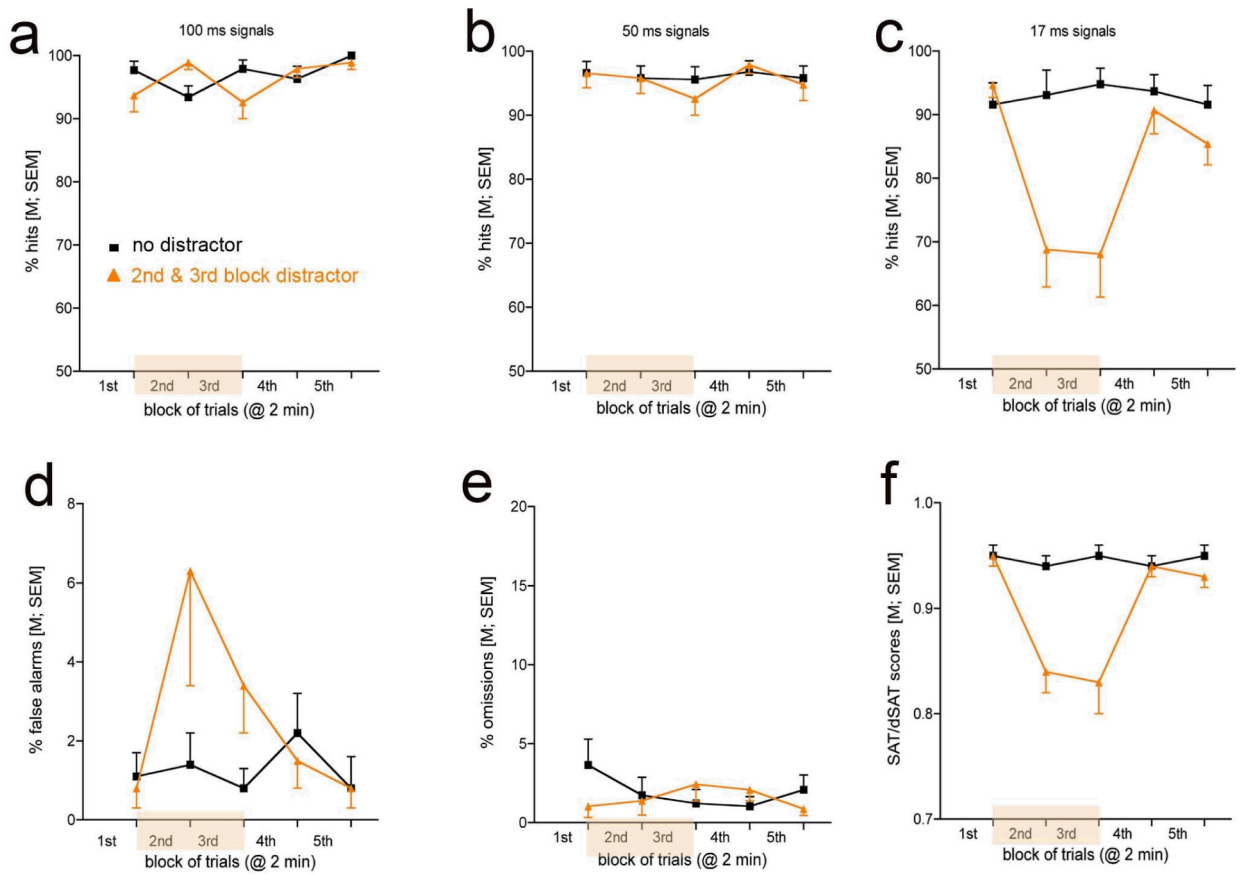 a
100 ms signals
% hits [M; SEM]
100
90
80
70
60
50
no distractor
2nd & 3rd block distractor
1st 2nd 3rd 4th 5th
block of trials (@ 2 min)
b
50 ms signals
% hits [M; SEM]
100
90
80
70
60
50
1st 2nd 3rd 4th 5th
block of trials (@ 2 min)
c
17 ms signals
% hits [M; SEM]
100
90
80
70
60
50
1st 2nd 3rd 4th 5th
block of trials (@ 2 min)
d
% false alarms [M; SEM]
8
6
4
2
0
1st 2nd 3rd 4th 5th
block of trials (@ 2 min)
e
% omissions [M; SEM]
20
15
10
5
0
1st 2nd 3rd 4th 5th
block of trials (@ 2 min)
f
SAT/dSAT scores [M; SEM]
1.0
0.9
0.8
0.7
1st 2nd 3rd 4th 5th
block of trials (@ 2 min)